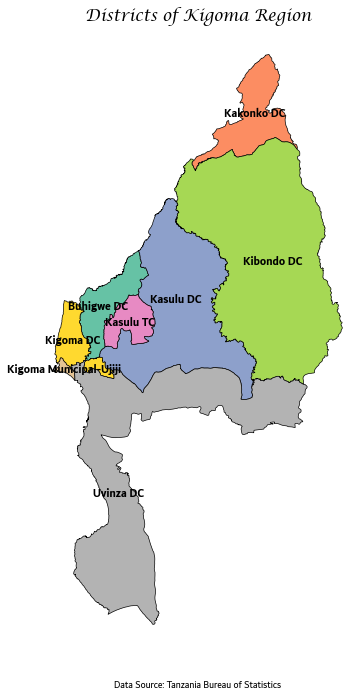 Districts of Kigoma Region
Kakonko DC
Kibondo DC
Kasulu DC
Buhigwe DC
Kasulu TC
Kigoma DC
Kigoma Municipal-Ujiji
Uvinza DC
Data Source: Tanzania Bureau of Statistics